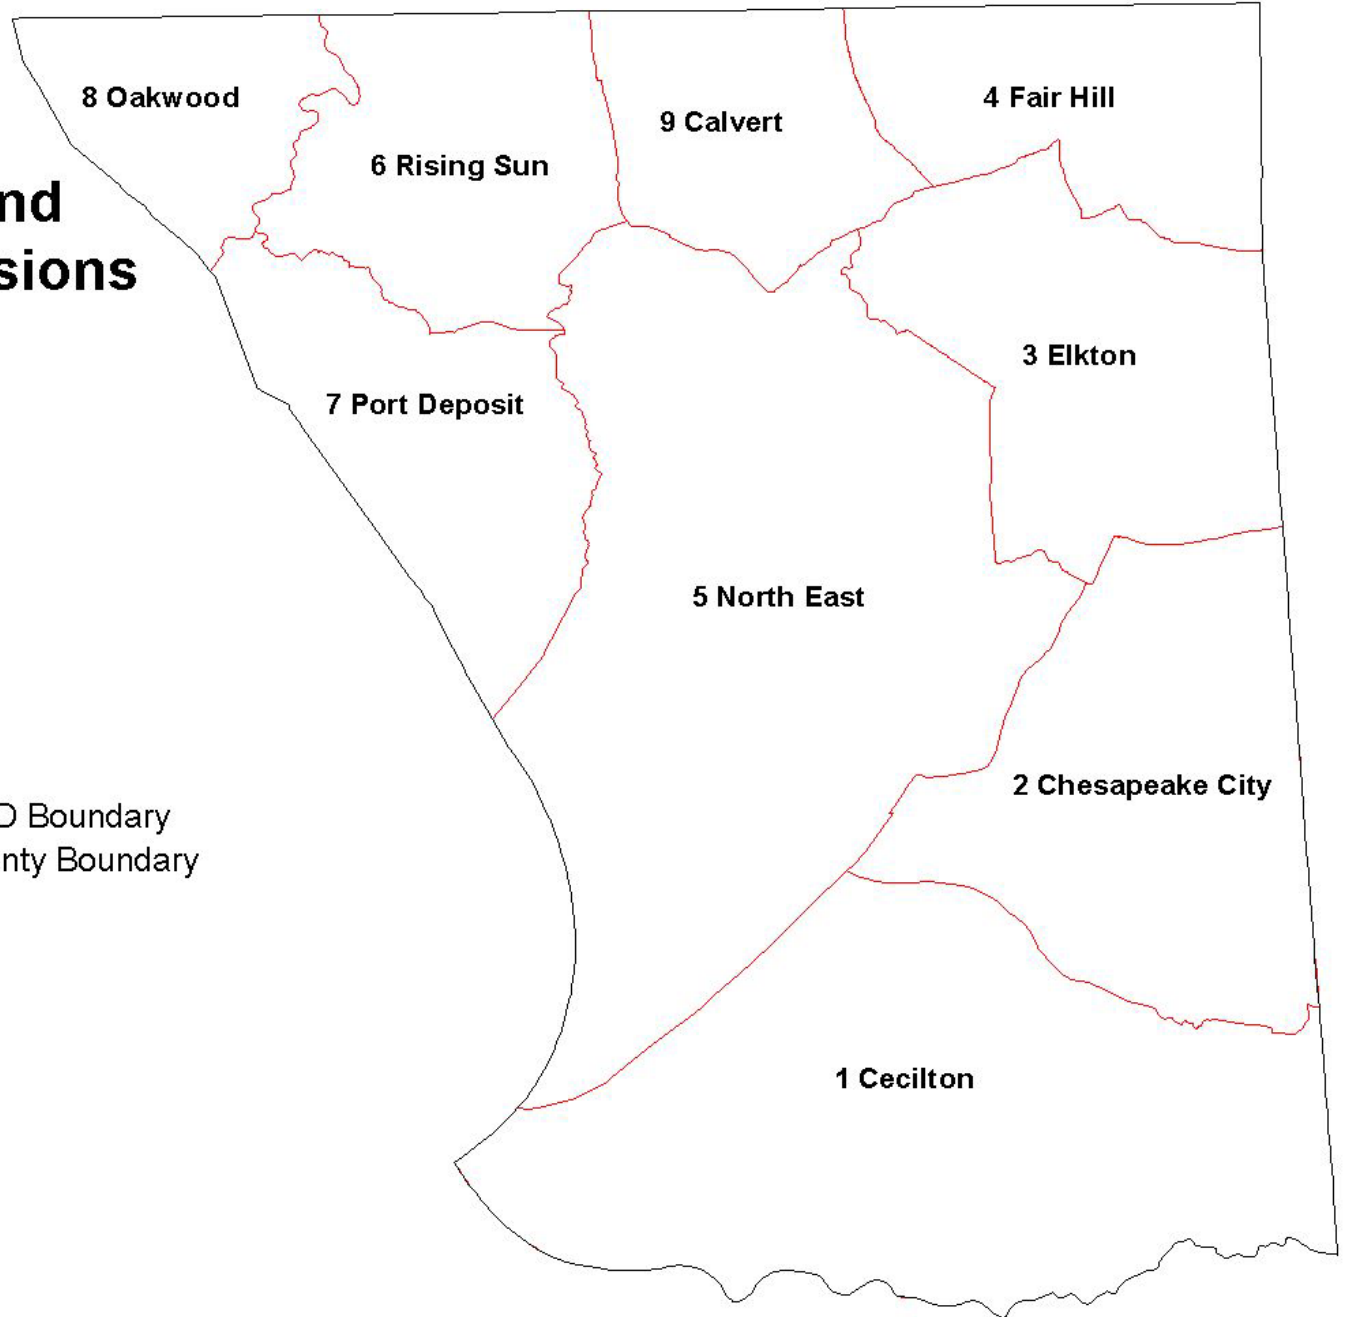 8 Oakwood
4 Fair Hill
9 Calvert
6 Rising Sun
nd
sions
3 Elkton
7 Port Deposit
5 North East
2 Chesapeake City
D Boundary
nty Boundary
1 Cecilton